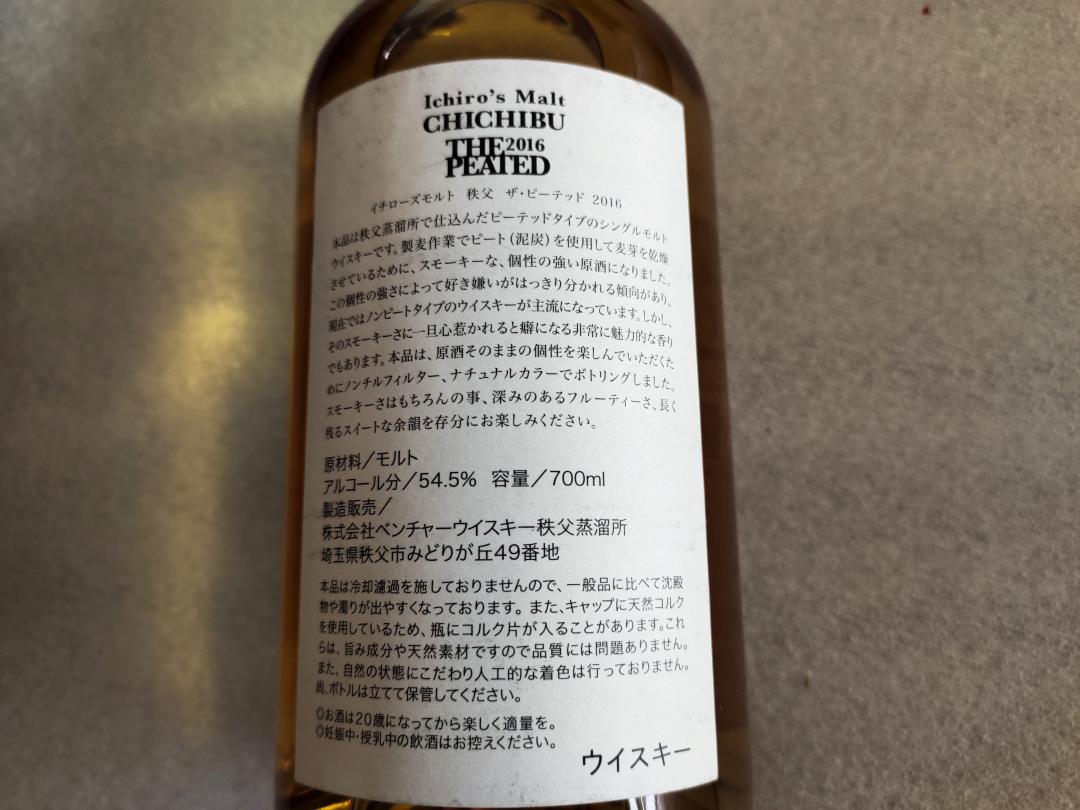 Ichiro's Malt
CHICHIBU
THE 2016
PEATED
イチローズモルト 秩父 ザ・ピーテッド 2016
本品は秩父蒸溜所で仕込んだピーテッドタイプのシングルモルト
ウイスキーです。製麦作業でピート(泥炭)を使用して麦芽を乾燥
させているために、スモーキーな、個性の強い原酒になりました。
この個性の強さによって好き嫌いがはっきり分かれる傾向があり、
現在ではノンピートタイプのウイスキーが主流になっています。しかし、
そのスモーキーさに一旦心惹かれると癖になる非常に魅力的な香り
でもあります。本品は、原酒そのままの個性を楽しんでいただくた
めにノンチルフィルター、ナチュナルカラーでボトリングしました。
スモーキーさはもちろんの事、深みのあるフルーティーさ、長く
残るスイートな余韻を存分にお楽しみください。
原材料/モルト
アルコール分/54.5% 容量/700ml
製造販売/
株式会社ベンチャーウイスキー秩父蒸溜所
埼玉県秩父市みどりが丘49番地
本品は冷却濾過を施しておりませんので、一般品に比べて沈殿
物や濁りが出やすくなっております。また、キャップに天然コルク
を使用しているため、瓶にコルク片が入ることがあります。これ
らは、旨み成分や天然素材ですので品質には問題ありません。
また、自然の状態にこだわり人工的な着色は行っておりません。
尚、ボトルは立てて保管してください。
◎お酒は20歳になってから楽しく適量を。
◎妊娠中・授乳中の飲酒はお控えください。
ウイスキー